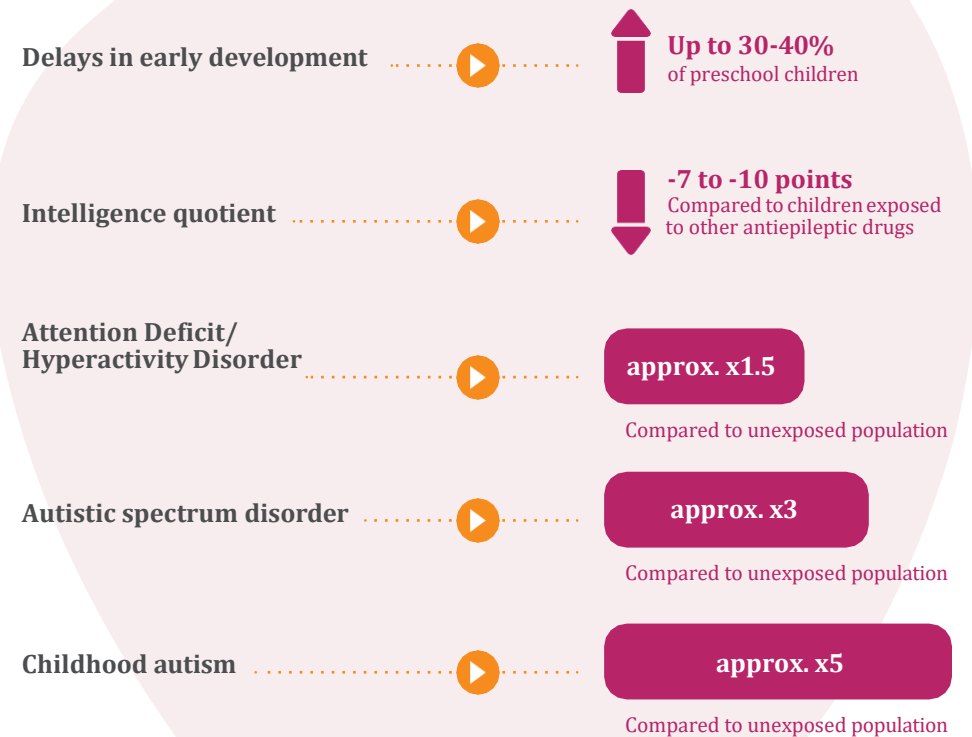 Delays in early development
Up to 30-40%
of preschool children
Intelligence quotient
-7 to -10 points
Compared to children exposed
to other antiepileptic drugs
Attention Deficit/
Hyperactivity Disorder
approx. x1.5
Compared to unexposed population
Autistic spectrum disorder
approx. x3
Compared to unexposed population
Childhood autism
approx. x5
Compared to unexposed population